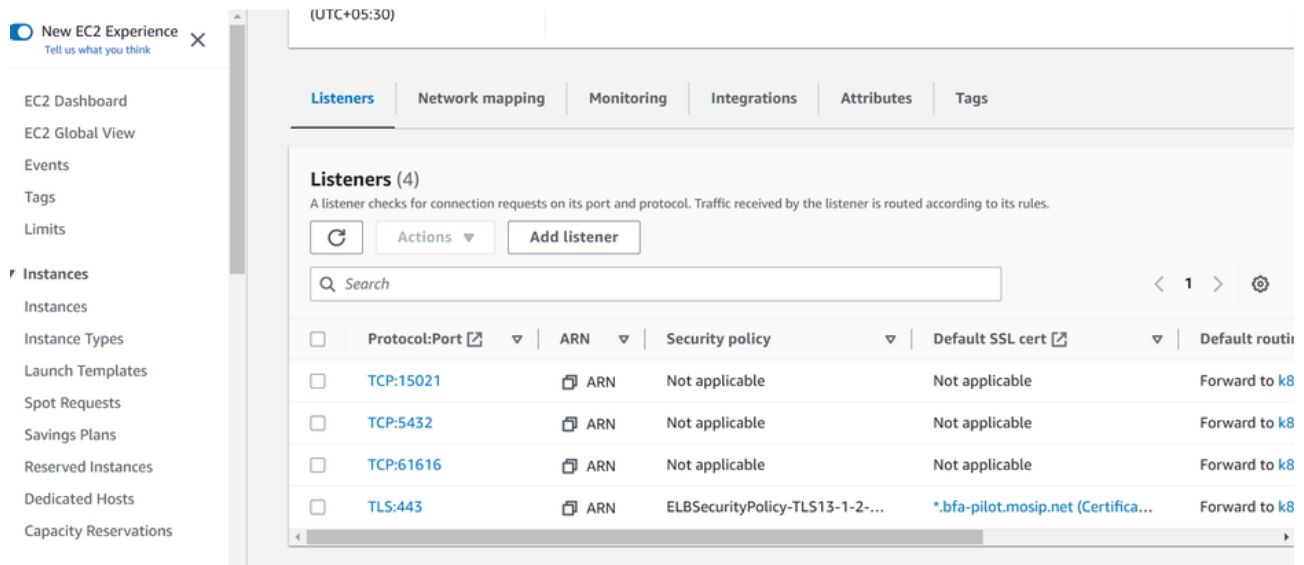 New EC2 Experience
Tell us what you think
EC2 Dashboard
EC2 Global View
Events
Tags
Limits
Instances
Instances
Instance Types
Launch Templates
Spot Requests
Savings Plans
Reserved Instances
Dedicated Hosts
Capacity Reservations
(UTC+05:30)
Listeners Network mapping Monitoring Integrations Attributes Tags
Listeners (4)
A listener checks for connection requests on its port and protocol. Traffic received by the listener is routed according to its rules.
Actions Add listener
Search 1
Protocol:Port ARN Security policy Default SSL cert Default routin
TCP:15021 ARN Not applicable Not applicable Forward to k8
TCP:5432 ARN Not applicable Not applicable Forward to k8
TCP:61616 ARN Not applicable Not applicable Forward to k8
TLS:443 ARN ELBSecurityPolicy-TLS13-1-2-... *.bfa-pilot.mosip.net (Certifica... Forward to k8